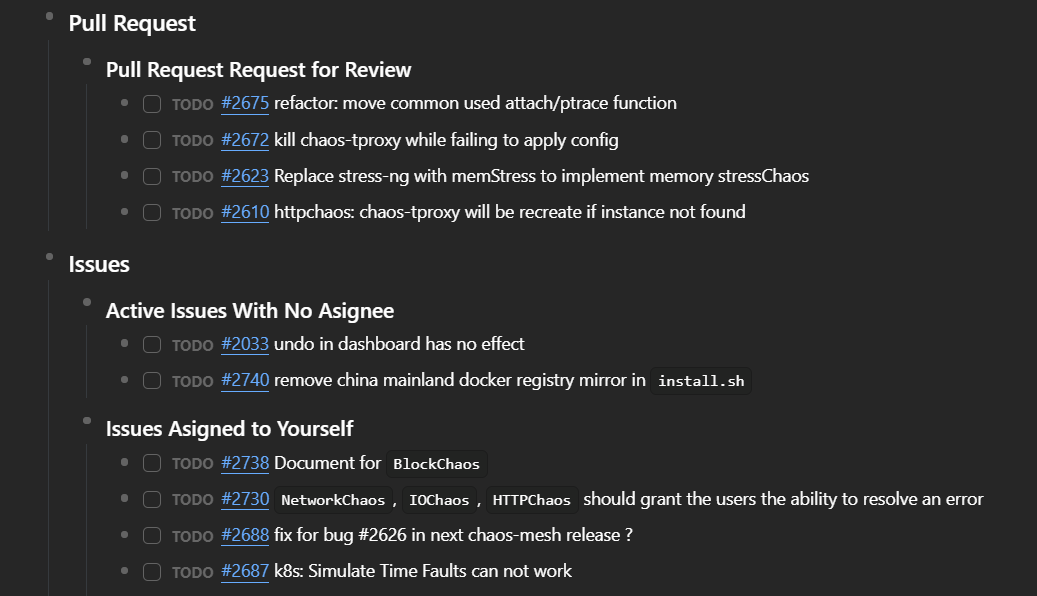 Pull Request
Pull Request Request for Review
TODO #2675 refactor: move common used attach/ptrace function
TODO #2672 kill chaos-tproxy while failing to apply config
TODO #2623 Replace stress-ng with memStress to implement memory stressChaos
TODO #2610 httpchaos: chaos-tproxy will be recreate if instance not found
Issues
Active Issues With No Asignee
TODO #2033 undo in dashboard has no effect
TODO #2740 remove china mainland docker registry mirror in install.sh
Issues Asigned to Yourself
TODO #2738 Document for BlockChaos
TODO #2730 NetworkChaos, IOChaos, HTTPChaos should grant the users the ability to resolve an error
TODO #2688 fix for bug #2626 in next chaos-mesh release ?
TODO #2687 k8s: Simulate Time Faults can not work